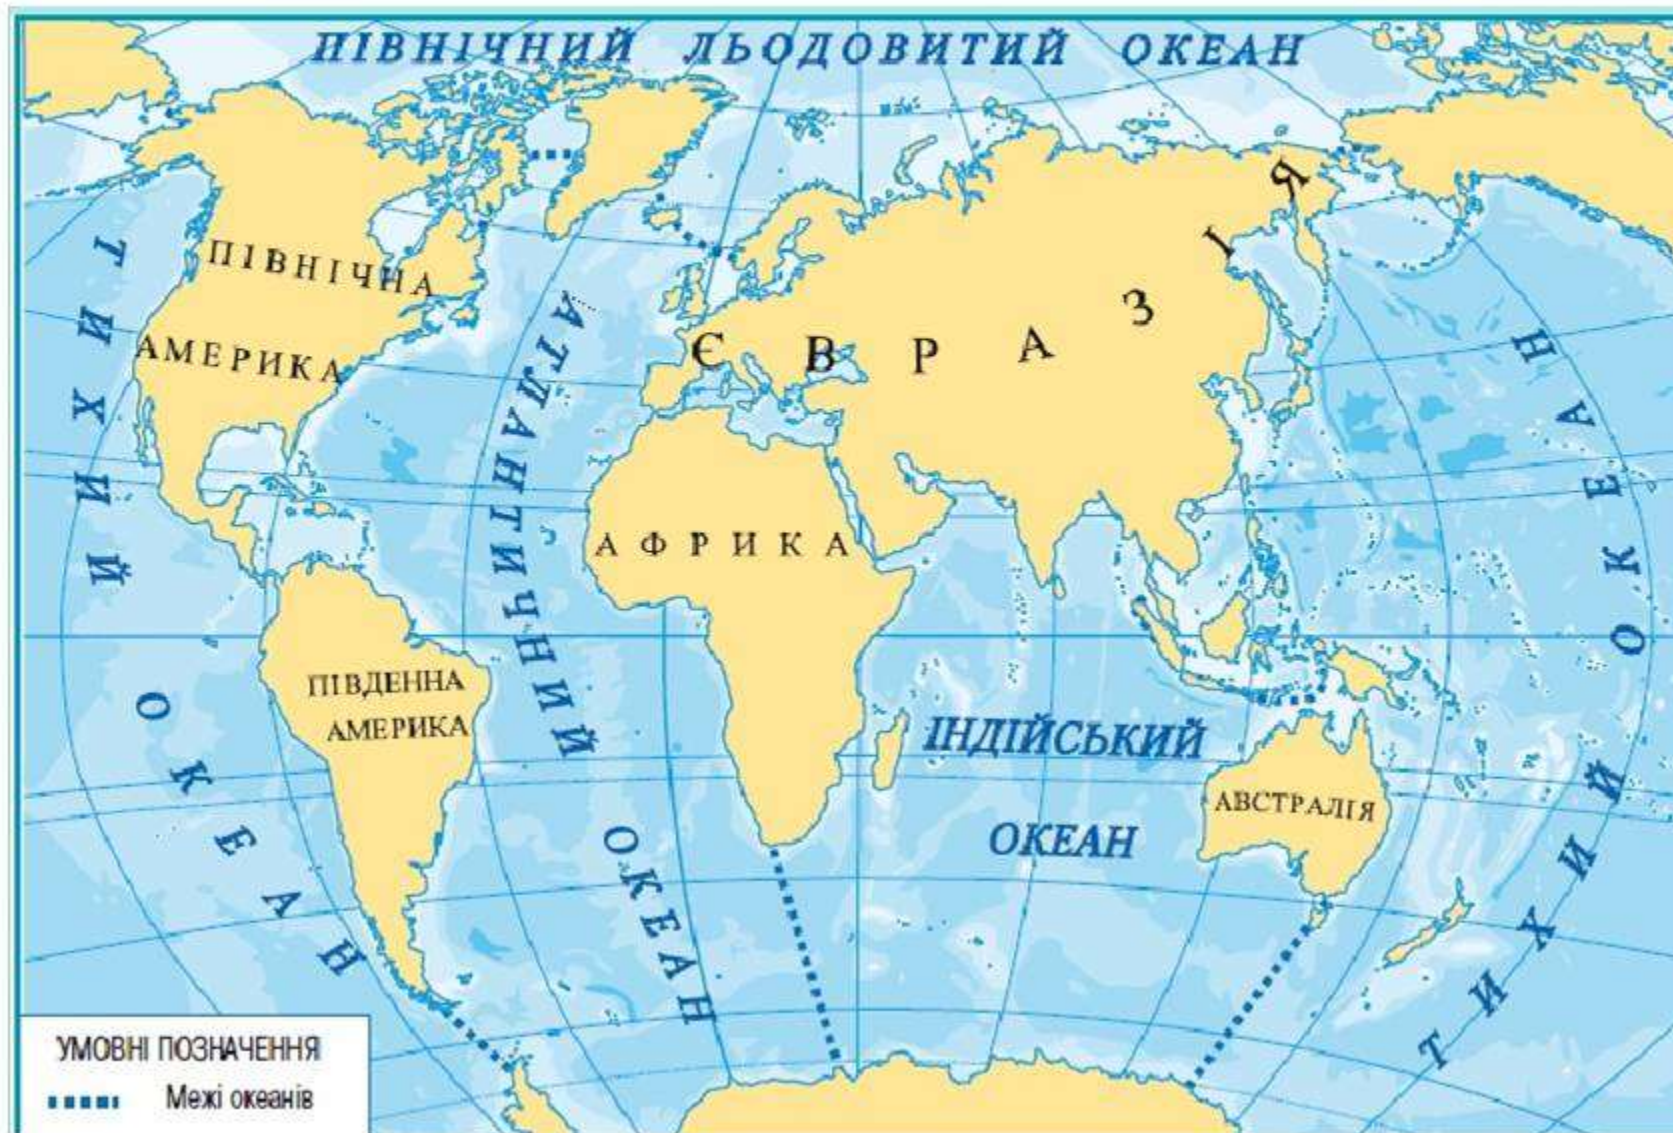 ПІВНІЧНИЙ ЛЬОДОВИТИЙ ОКЕАН
ПІВНІЧНА
АМЕРИКА
ЄВРАЗІЯ
ТИХИЙ
ОКЕАН
АТЛАНТИЧНИЙ
ОКЕАН
АФРИКА
ПІВДЕННА
АМЕРИКА
ІНДІЙСЬКИЙ
ОКЕАН
АВСТРАЛІЯ
ТИХИЙ
ОКЕАН
УМОВНІ ПОЗНАЧЕННЯ
Межі океанів